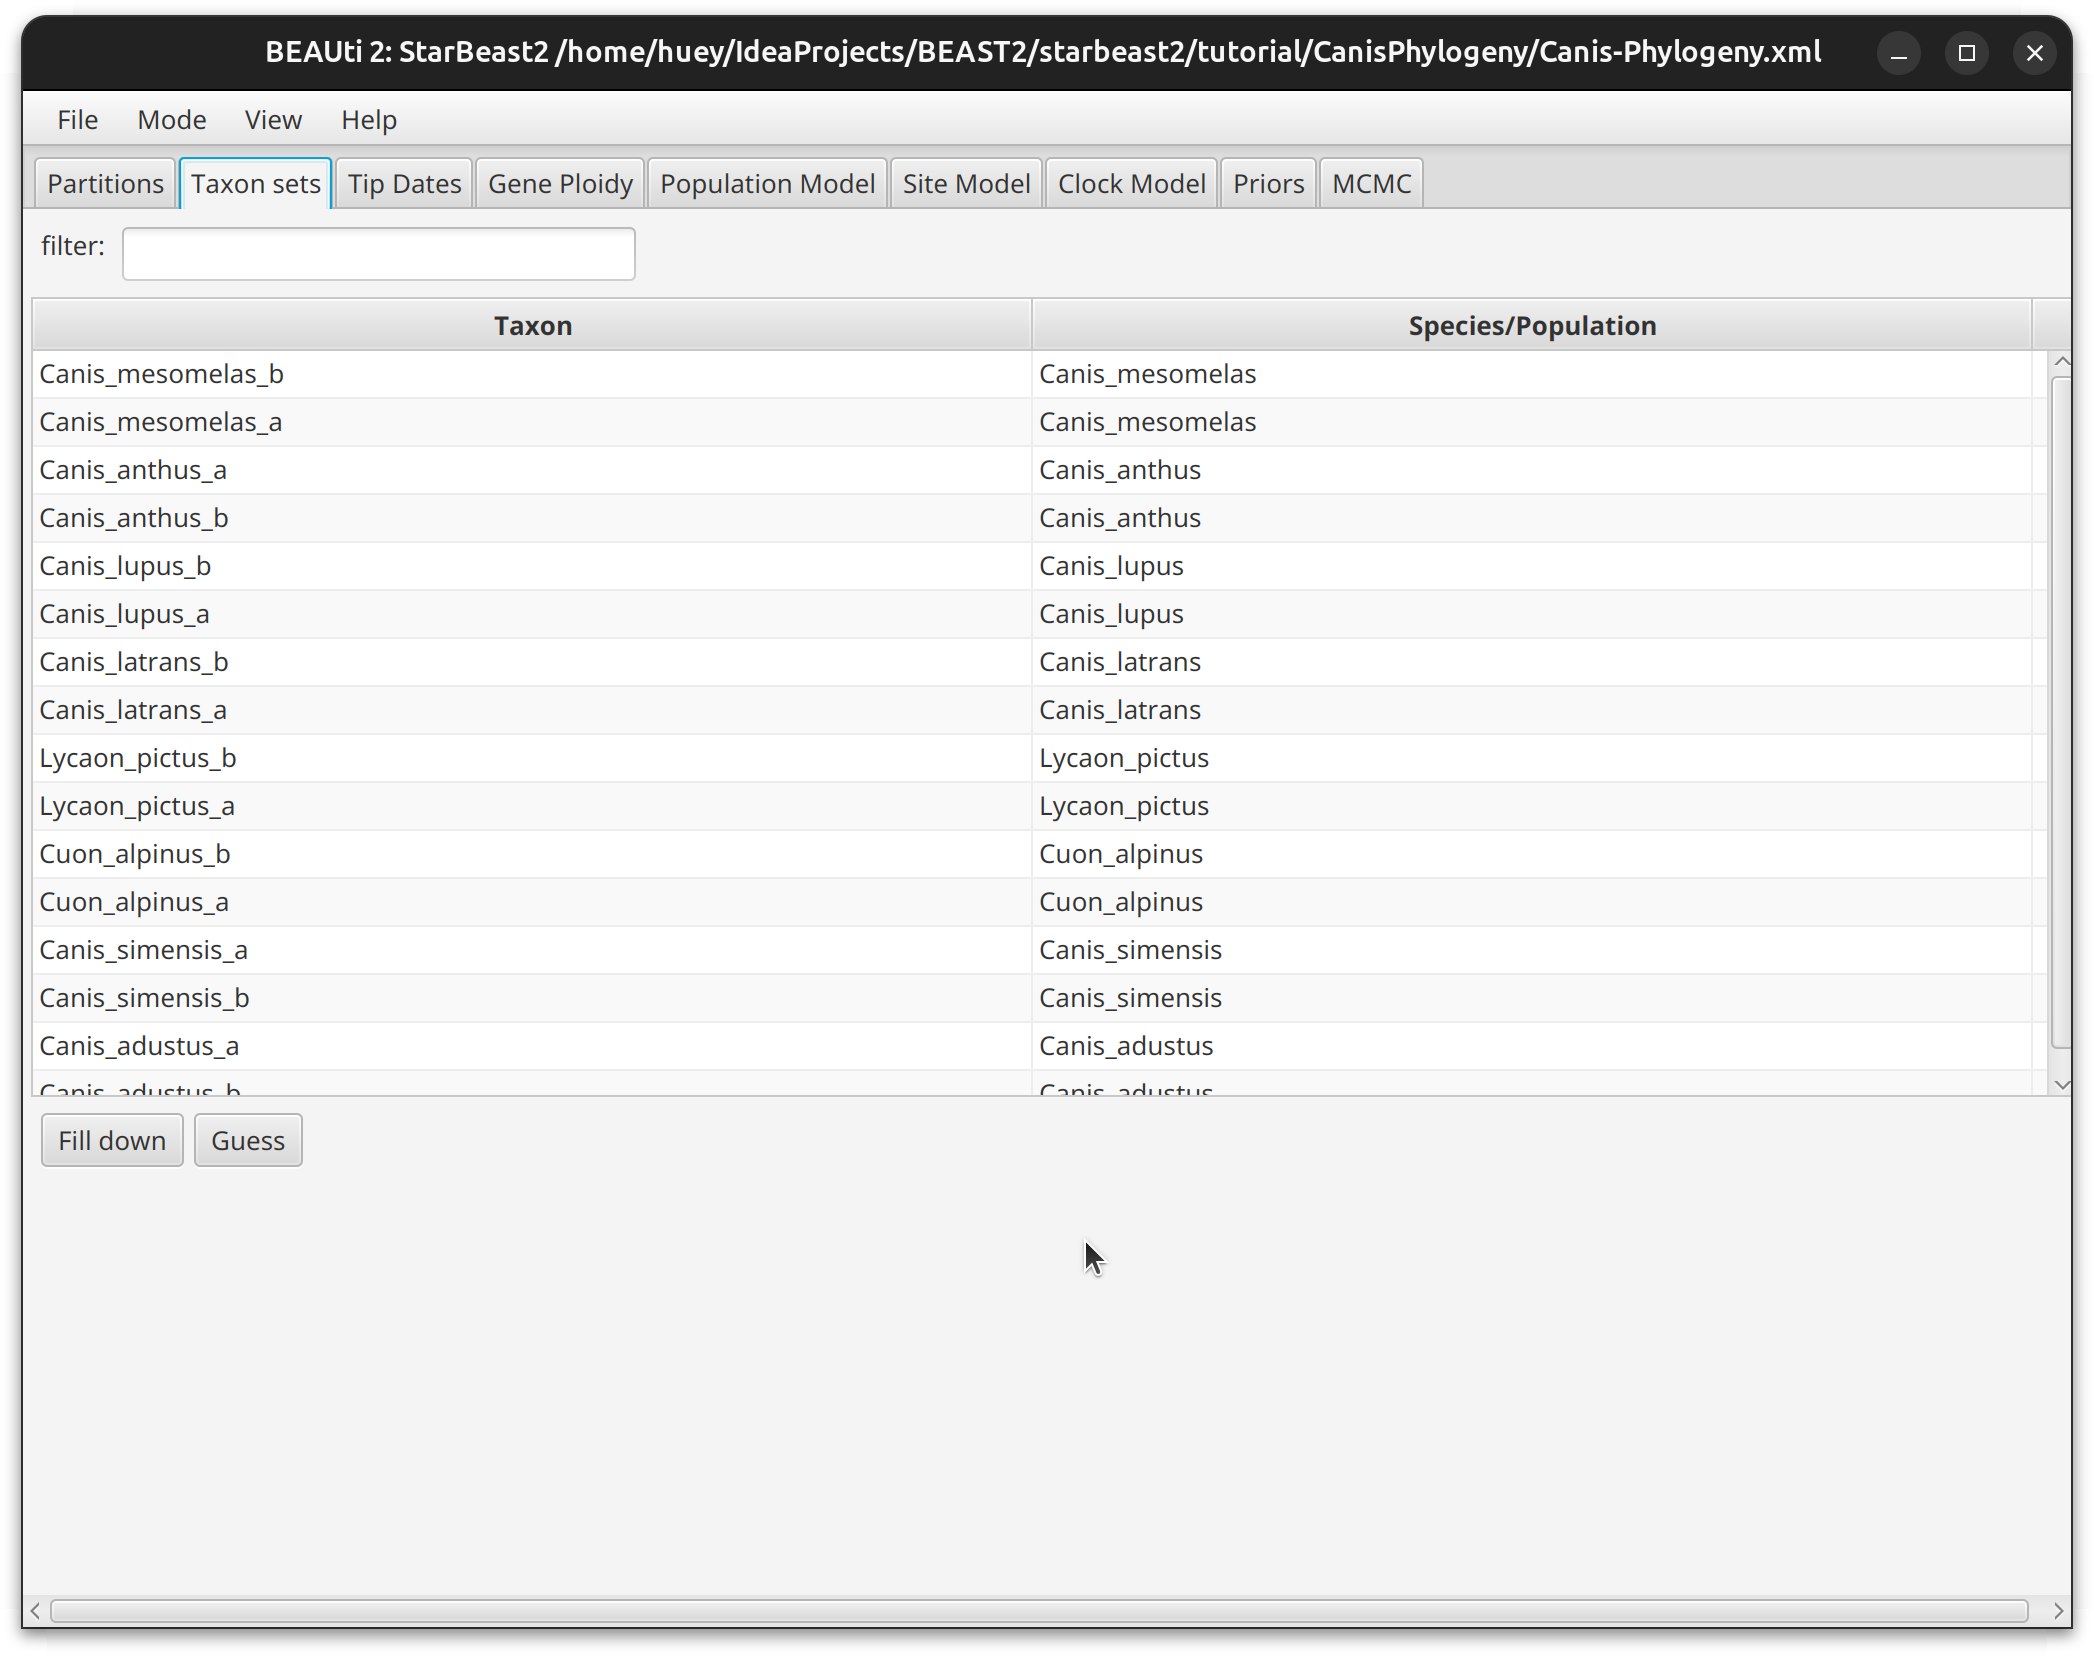 BEAUti 2: StarBeast2 /home/huey/IdeaProjects/BEAST2/starbeast2/tutorial/CanisPhylogeny/Canis-Phylogeny.xml
File Mode View Help
Partitions Taxon sets Tip Dates Gene Ploidy Population Model Site Model Clock Model Priors MCMC
filter:
Taxon Species/Population
Canis_mesomelas_b Canis_mesomelas
Canis_mesomelas_a Canis_mesomelas
Canis_anthus_a Canis_anthus
Canis_anthus_b Canis_anthus
Canis_lupus_b Canis_lupus
Canis_lupus_a Canis_lupus
Canis_latrans_b Canis_latrans
Canis_latrans_a Canis_latrans
Lycaon_pictus_b Lycaon_pictus
Lycaon_pictus_a Lycaon_pictus
Cuon_alpinus_b Cuon_alpinus
Cuon_alpinus_a Cuon_alpinus
Canis_simensis_a Canis_simensis
Canis_simensis_b Canis_simensis
Canis_adustus_a Canis_adustus
Canis_adustus_b Canis_adustus
Fill down Guess